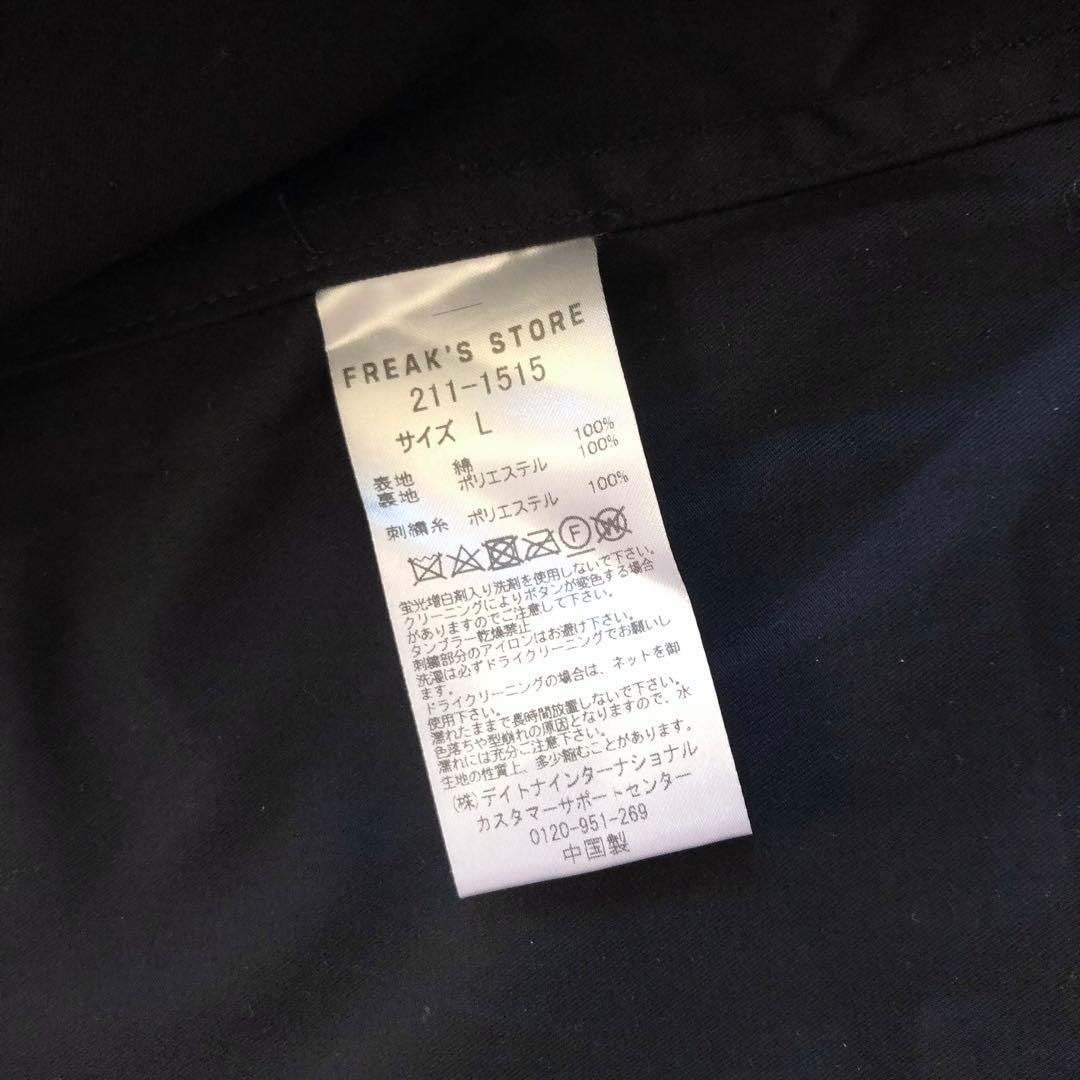 FREAK'S STORE
211-1515
サイズ L
表地 綿 100%
裏地 ポリエステル 100%
刺繍糸 ポリエステル 100%
F W
蛍光増白剤入り洗剤を使用しないで下さい。
クリーニングによりボタンが変色する場合
がありますのでご注意して下さい。
タンブラー乾燥禁止
刺繍部分のアイロンはお避け下さい。
洗濯は必ずドライクリーニングでお願いし
ます。
ドライクリーニングの場合は、ネットを御
使用下さい。
濡れたままで長時間放置しないで下さい。
色落ちや型崩れの原因となりますので、水
濡れには充分ご注意下さい。
生地の性質上、多少縮むことがあります。
(株)デイトナインターナショナル
カスタマーサポートセンター
0120-951-269
中国製